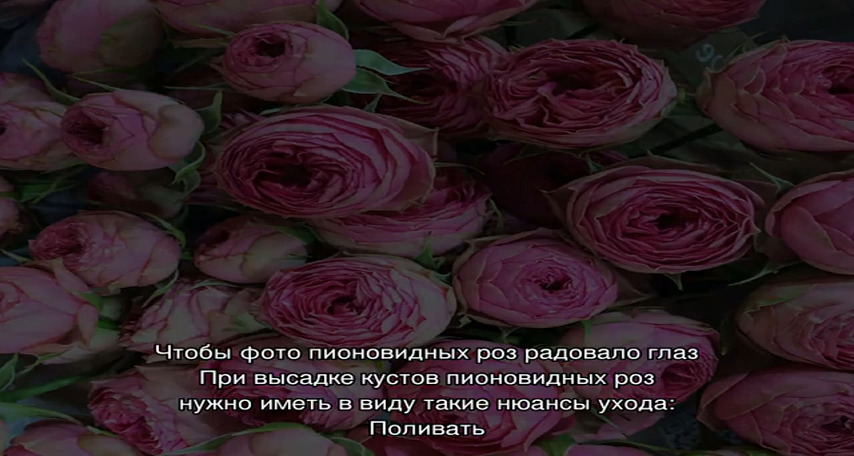 Чтобы фото пионовидных роз радовало глаз
При высадке кустов пионовидных роз
нужно иметь в виду такие нюансы ухода:
Поливать